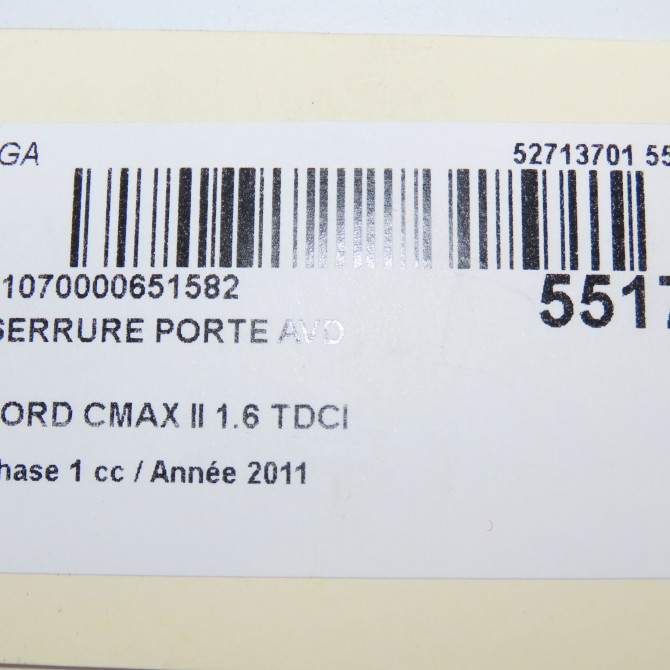 GA 52713701 55
1070000651582 5517
SERRURE PORTE AVD
ORD CMAX II 1.6 TDCI
hase 1 cc / Année 2011